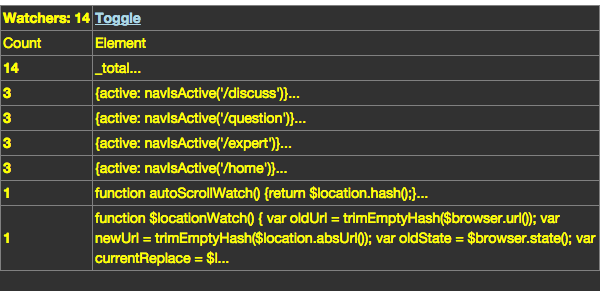 Watchers: 14 Toggle
Count Element
14 _total...
3 {active: navIsActive('/discuss')}...
3 {active: navIsActive('/question')}...
3 {active: navIsActive('/expert')}...
3 {active: navIsActive('/home')}...
1 function autoScrollWatch() {return $location.hash();}...
function $locationWatch() { var oldUrl = trimEmptyHash($browser.url()); var
1 newUrl = trimEmptyHash($location.absUrl()); var oldState = $browser.state(); var
currentReplace = $l...